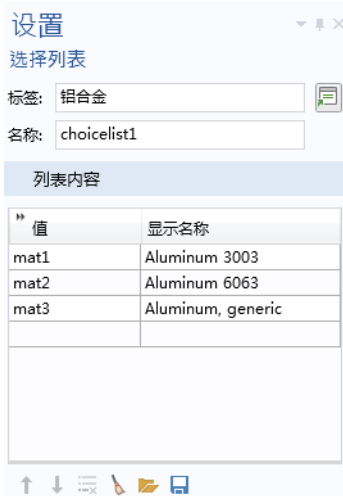 设置
选择列表
标签: 铝合金
名称: choicelist1
列表内容
值 显示名称
mat1 Aluminum 3003
mat2 Aluminum 6063
mat3 Aluminum, generic